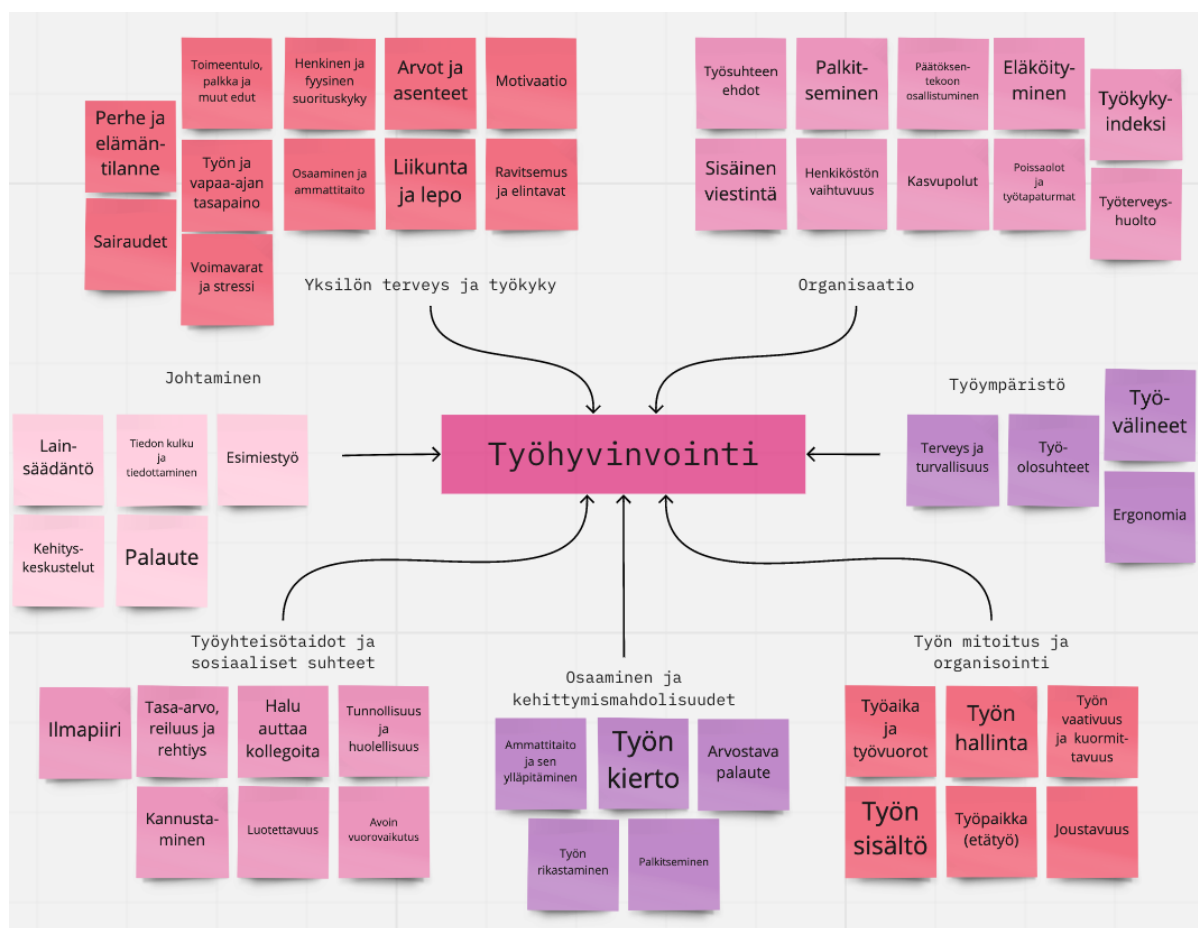 Toimeentulo,
palkka ja
muut edut
Henkinen ja
fyysinen
suorituskyky
Arvot ja
asenteet
Motivaatio
Perhe ja
elämän-
tilanne
Työn ja
vapaa-ajan
tasapaino
Osaaminen ja
ammattitaito
Liikunta
ja lepo
Ravitsemus
ja elintavat
Sairaudet
Voimavarat
ja stressi
Yksilön terveys ja työkyky
Työsuhteen
ehdot
Palkit-
seminen
Päätöksen-
tekoon
osallistuminen
Eläköity-
minen
Työkyky-
indeksi
Sisäinen
viestintä
Henkiköstön
vaihtuvuus
Kasvupolut
Poissaolot
ja
työtapaturmat
Työterveys-
huolto
Organisaatio
Johtaminen
Lain-
säädäntö
Tiedon kulku
ja
tiedottaminen
Esimiestyö
Kehitys-
keskustelut
Palaute
Työhyvinvointi
Työympäristö
Terveys ja
turvallisuus
Työ-
olosuhteet
Työ-
välineet
Ergonomia
Työyhteisötaidot ja
sosiaaliset suhteet
Ilmapiiri
Tasa-arvo,
reiluus ja
rehtiys
Halu
auttaa
kollegoita
Tunnollisuus
ja
huolellisuus
Kannusta-
minen
Luotettavuus
Avoin
vuorovaikutus
Osaaminen ja
kehittymismahdolisuudet
Ammattitaito
ja sen
ylläpitäminen
Työn
kierto
Arvostava
palaute
Työn
rikastaminen
Palkitseminen
Työn mitoitus ja
organisointi
Työaika
ja
työvuorot
Työn
hallinta
Työn
vaativuus
ja kuormit-
tavuus
Työn
sisältö
Työpaikka
(etätyö)
Joustavuus